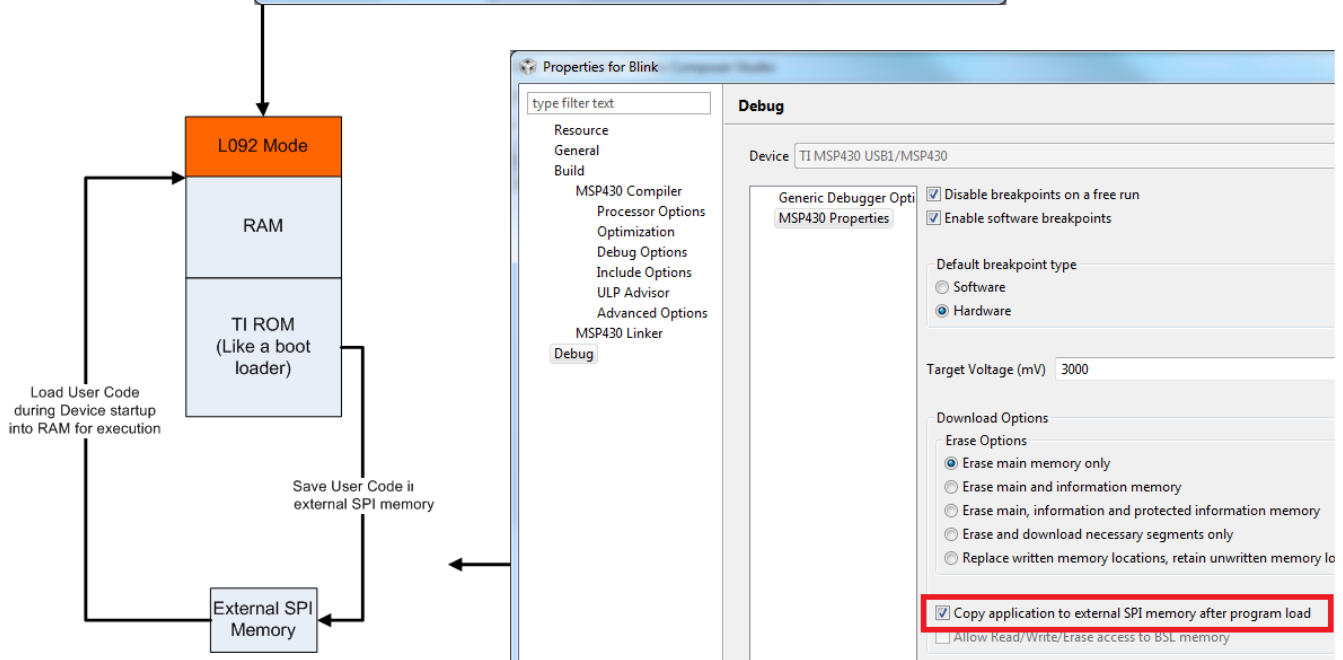 L092 Mode
RAM
TI ROM
(Like a boot
loader)
Load User Code
during Device startup
into RAM for execution
Save User Code i
external SPI memory
External SPI
Memory
Properties for Blink
type filter text
Resource
General
Build
MSP430 Compiler
Processor Options
Optimization
Debug Options
Include Options
ULP Advisor
Advanced Options
MSP430 Linker
Debug
Debug
Device TI MSP430 USB1/MSP430
Generic Debugger Opti
MSP430 Properties
Disable breakpoints on a free run
Enable software breakpoints
Default breakpoint type
Software
Hardware
Target Voltage (mV) 3000
Download Options
Erase Options
Erase main memory only
Erase main and information memory
Erase main, information and protected information memory
Erase and download necessary segments only
Replace written memory locations, retain unwritten memory lo
Copy application to external SPI memory after program load
Allow Read/Write/Erase access to BSL memory